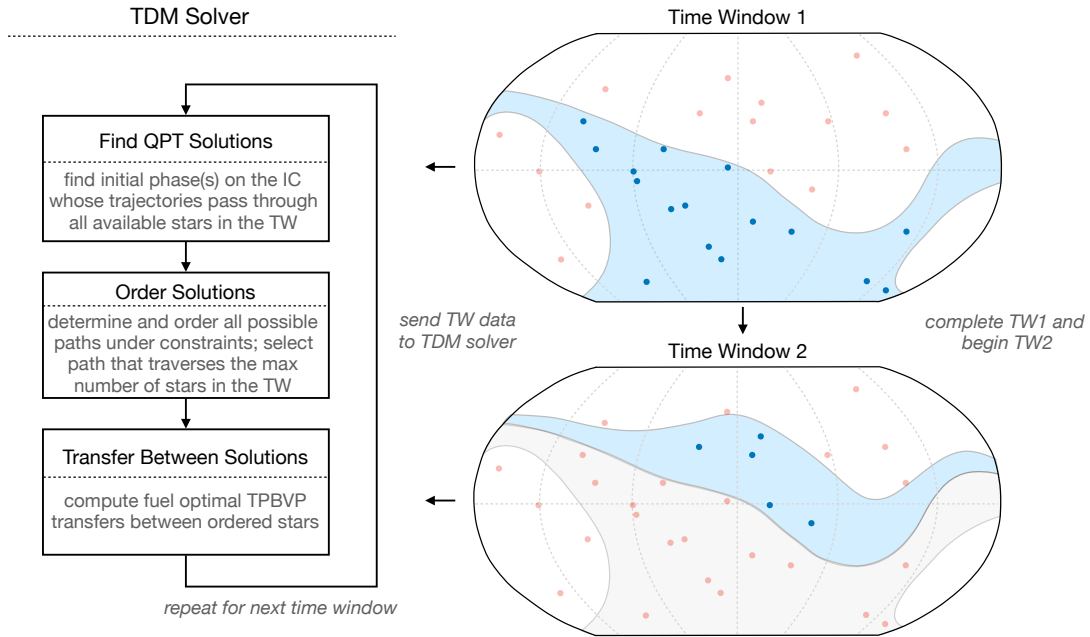 TDM Solver
Find QPT Solutions
find initial phase(s) on the IC
whose trajectories pass through
all available stars in the TW
Order Solutions
determine and order all possible
paths under constraints; select
path that traverses the max
number of stars in the TW
Transfer Between Solutions
compute fuel optimal TPBVP
transfers between ordered stars
repeat for next time window
Time Window 1
send TW data
to TDM solver
complete TW1 and
begin TW2
Time Window 2